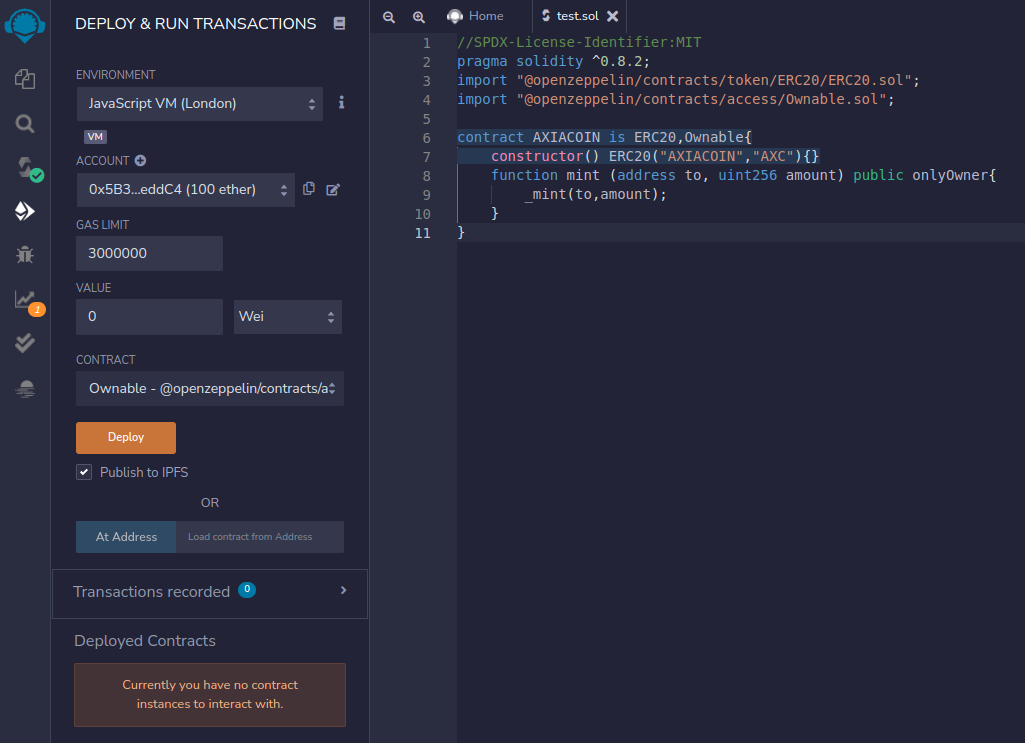 DEPLOY & RUN TRANSACTIONS
ENVIRONMENT
JavaScript VM (London)
VM
ACCOUNT
0x5B3...eddC4 (100 ether)
GAS LIMIT
3000000
VALUE
0
Wei
CONTRACT
Ownable - @openzeppelin/contracts/a
Deploy
Publish to IPFS
OR
At Address
Load contract from Address
Transactions recorded 0
Deployed Contracts
Currently you have no contract
instances to interact with.
1
Home
test.sol
1 //SPDX-License-Identifier:MIT
2 pragma solidity ^0.8.2;
3 import "@openzeppelin/contracts/token/ERC20/ERC20.sol";
4 import "@openzeppelin/contracts/access/Ownable.sol";
5
6 contract AXIACOIN is ERC20,Ownable{
7     constructor() ERC20("AXIACOIN","AXC"){}
8     function mint (address to, uint256 amount) public onlyOwner{
9         _mint(to,amount);
10     }
11 }